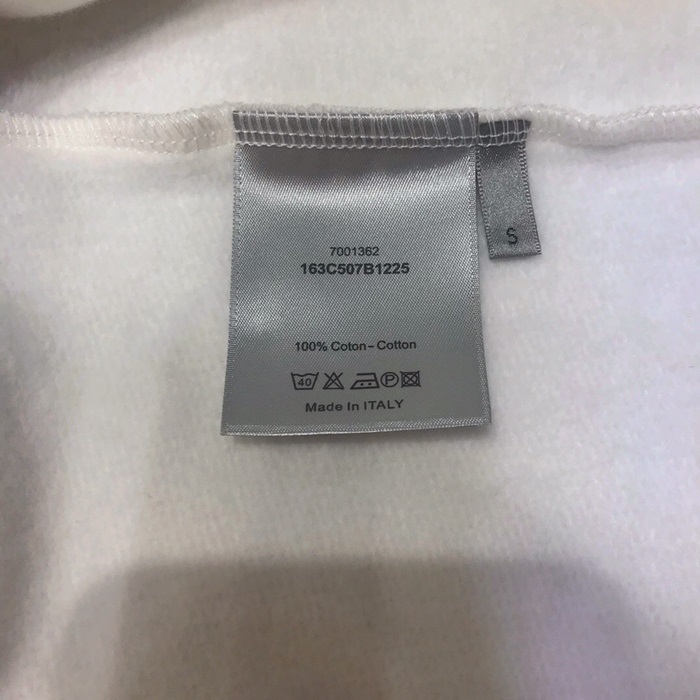 7001362
163C507B1225
100% Coton-Cotton
40 P
Made In ITALY
S